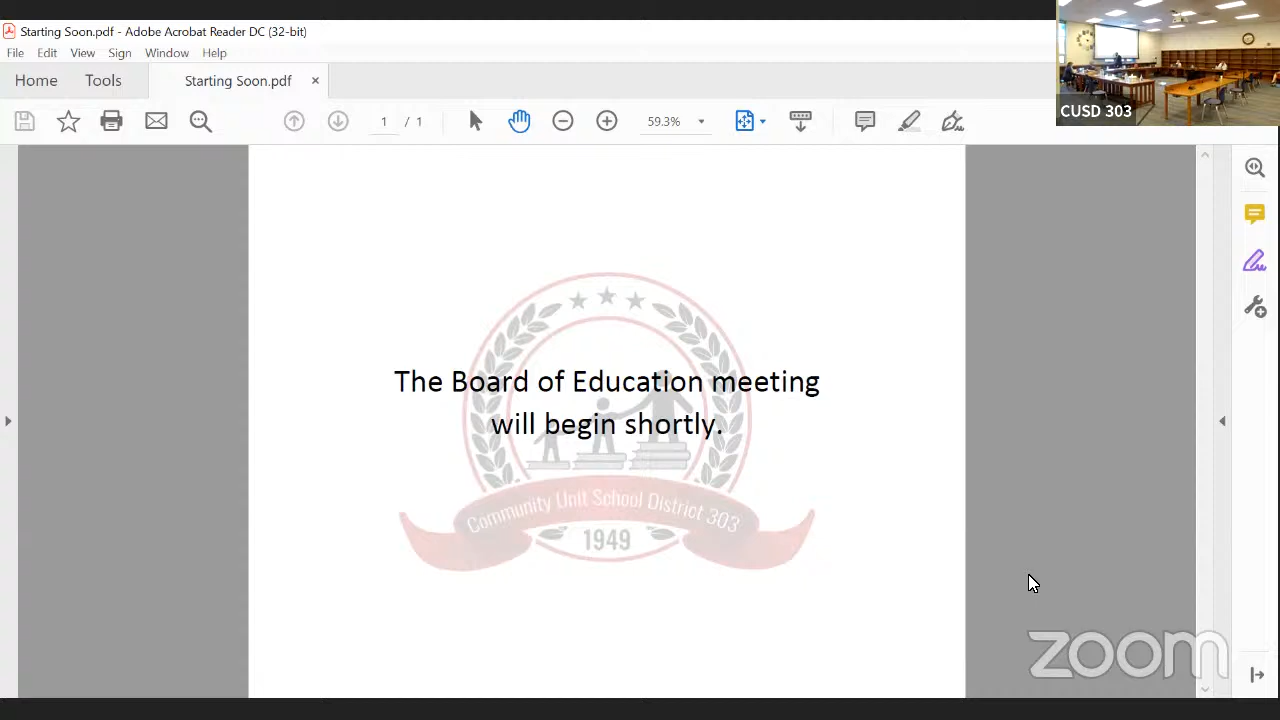 Starting Soon.pdf - Adobe Acrobat Reader DC (32-bit)
File Edit View Sign Window Help
Home Tools Starting Soon.pdf ×
1 / 1 59.3%
CUSD 303
The Board of Education meeting
will begin shortly.
Community Unit School District 303
1949
zoom